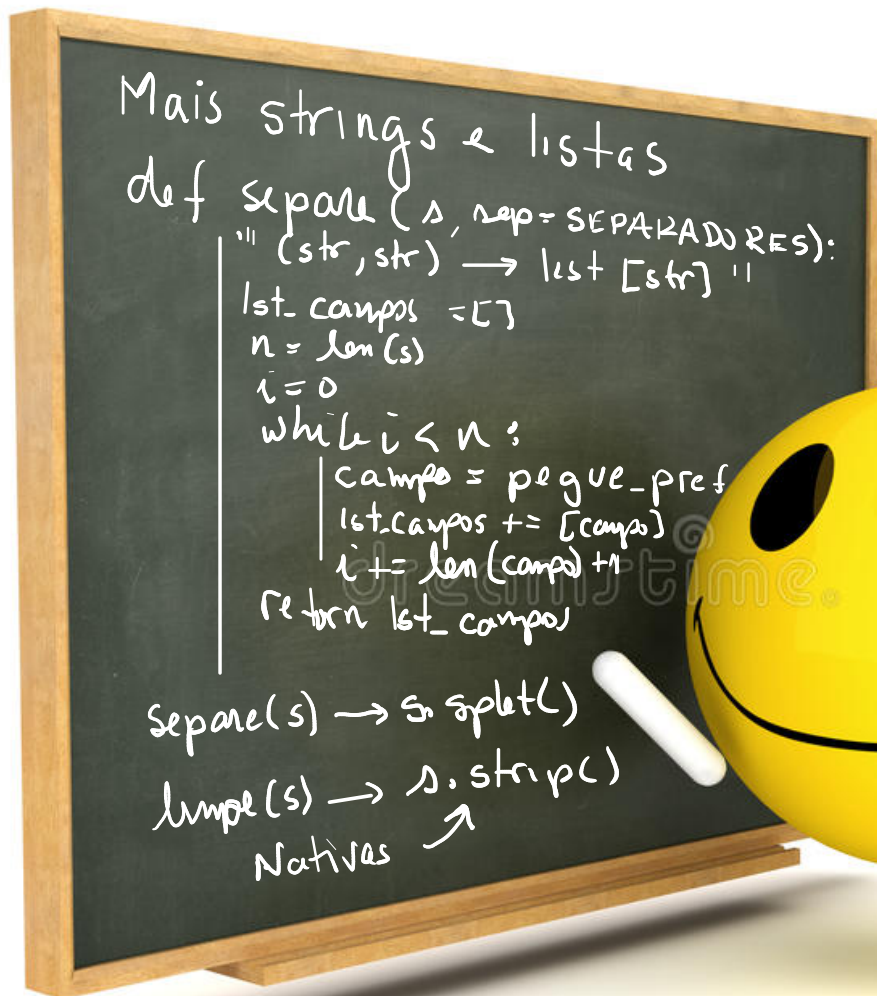 Mais strings e listas
def separe(s, sep=SEPARADORES):
"' (str, str) → list [str] "
lst_campos = []
n = len(s)
i = 0
while i < n:
campo = pegue_pref
lst_campos += [campo]
i += len(campo) + 1
return lst_campos
separe(s) → s.split()
limpe(s) → s.strip()
Nativas
dreamstime.